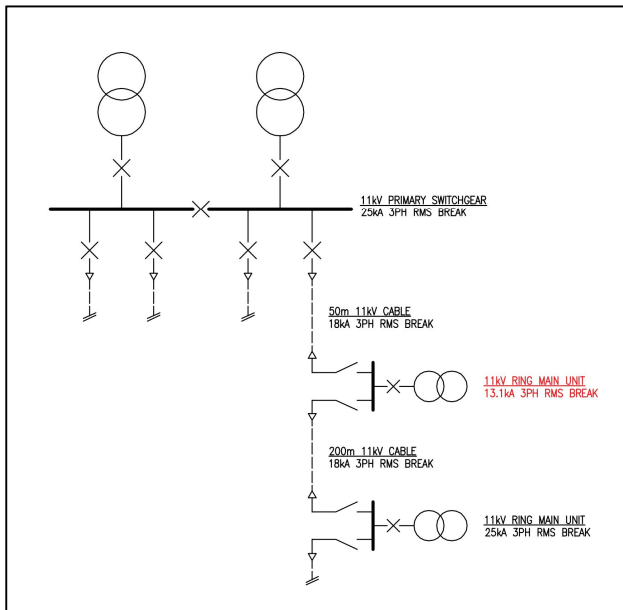 11kV PRIMARY SWITCHGEAR
25kA 3PH RMS BREAK
50m 11kV CABLE
18kA 3PH RMS BREAK
11kV RING MAIN UNIT
13.1kA 3PH RMS BREAK
200m 11kV CABLE
18kA 3PH RMS BREAK
11kV RING MAIN UNIT
25kA 3PH RMS BREAK